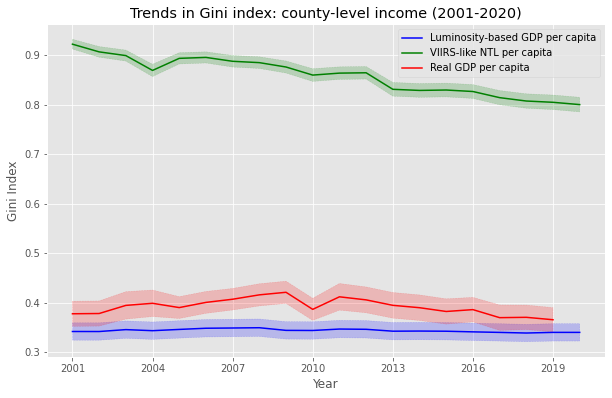 Trends in Gini index: county-level income (2001-2020)
Luminosity-based GDP per capita
VIIRS-like NTL per capita
Real GDP per capita
Gini Index
0.9
0.8
0.7
0.6
0.5
0.4
0.3
2001 2004 2007 2010 2013 2016 2019
Year